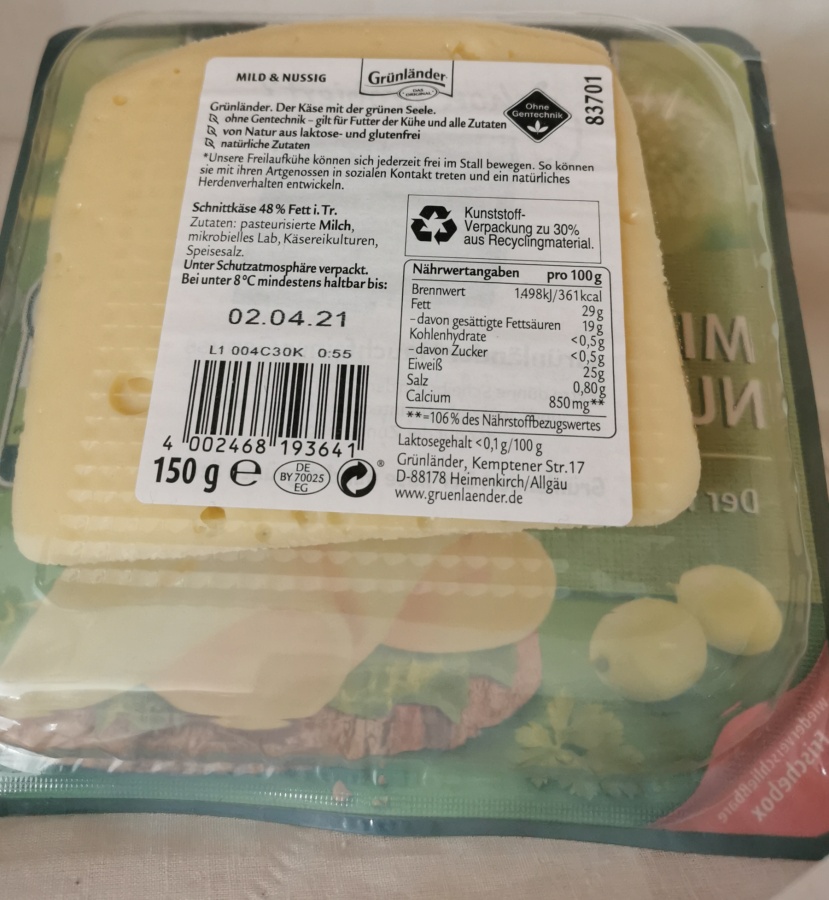 MILD & NUSSIG
Grünländer
DAS ORIGINAL
Ohne
Gentechnik
83701
Grünländer. Der Käse mit der grünen Seele.
ohne Gentechnik – gilt für Futter der Kühe und alle Zutaten
von Natur aus laktose- und glutenfrei
natürliche Zutaten
*Unsere Freilaufkühe können sich jederzeit frei im Stall bewegen. So können
sie mit ihren Artgenossen in sozialen Kontakt treten und ein natürliches
Herdenverhalten entwickeln.
Schnittkäse 48% Fett i. Tr.
Zutaten: pasteurisierte Milch,
mikrobielles Lab, Käsereikulturen,
Speisesalz.
Unter Schutzatmosphäre verpackt.
Bei unter 8°C mindestens haltbar bis:
02.04.21
L1 004C30K 0:55
4 002468 193641
150 g e
DE
BY 70025
EG
®
Kunststoff-
Verpackung zu 30%
aus Recyclingmaterial.
Nährwertangaben pro 100g
Brennwert 1498kJ/361kcal
Fett 29g
-davon gesättigte Fettsäuren 19g
Kohlenhydrate <0,5g
-davon Zucker <0,5g
Eiweiß 25g
Salz 0,80g
Calcium 850mg**
**=106% des Nährstoffbezugswertes
Laktosegehalt <0,1g/100g
Grünländer, Kemptener Str.17
D-88178 Heimenkirch/Allgäu
www.gruenlaender.de
MI
NU
Der
wiederverschließbare
Frischebox